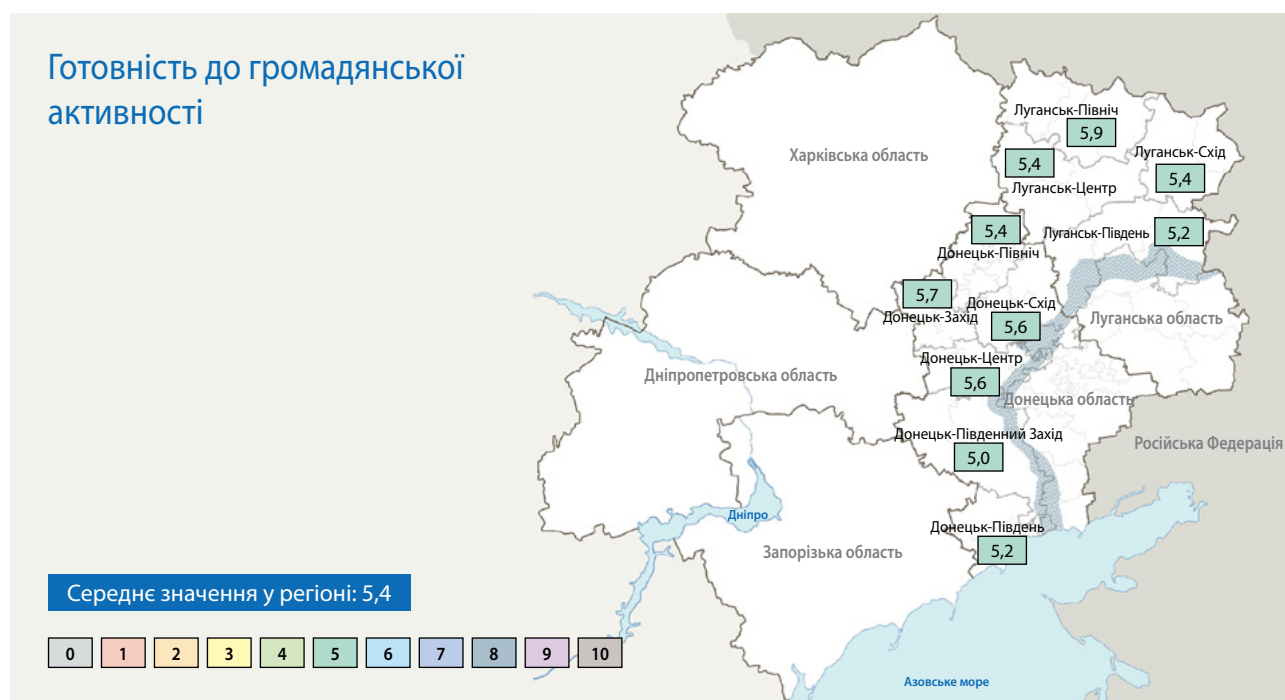 Готовність до громадянської
активності
Луганськ-Північ
5,9
Харківська область
5,4
Луганськ-Схід
5,4
Луганськ-Центр
5,4
Луганськ-Південь
5,2
Донецьк-Північ
5,7
Донецьк-Схід
Донецьк-Захід
5,6
Луганська область
Донецьк-Центр
Дніпропетровська область
5,6
Донецька область
Донецьк-Південний Захід
Російська Федерація
5,0
Дніпро
Донецьк-Південь
Запорізька область
5,2
Середнє значення у регіоні: 5,4
0 1 2 3 4 5 6 7 8 9 10
Азовське море